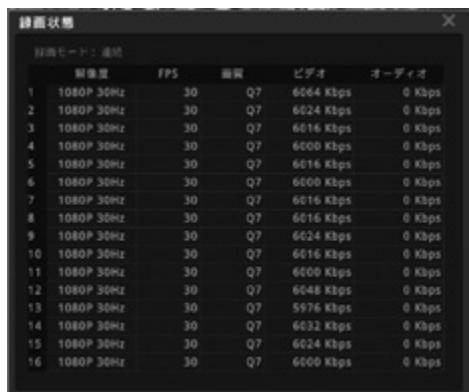 録画状態
録画モード: 連続
解像度 FPS 画質 ビデオ オーディオ
1 1080P 30Hz 30 Q7 6064 Kbps 0 Kbps
2 1080P 30Hz 30 Q7 6024 Kbps 0 Kbps
3 1080P 30Hz 30 Q7 6016 Kbps 0 Kbps
4 1080P 30Hz 30 Q7 6000 Kbps 0 Kbps
5 1080P 30Hz 30 Q7 6016 Kbps 0 Kbps
6 1080P 30Hz 30 Q7 6000 Kbps 0 Kbps
7 1080P 30Hz 30 Q7 6016 Kbps 0 Kbps
8 1080P 30Hz 30 Q7 6016 Kbps 0 Kbps
9 1080P 30Hz 30 Q7 6024 Kbps 0 Kbps
10 1080P 30Hz 30 Q7 6016 Kbps 0 Kbps
11 1080P 30Hz 30 Q7 6000 Kbps 0 Kbps
12 1080P 30Hz 30 Q7 6048 Kbps 0 Kbps
13 1080P 30Hz 30 Q7 5976 Kbps 0 Kbps
14 1080P 30Hz 30 Q7 6032 Kbps 0 Kbps
15 1080P 30Hz 30 Q7 6024 Kbps 0 Kbps
16 1080P 30Hz 30 Q7 6000 Kbps 0 Kbps